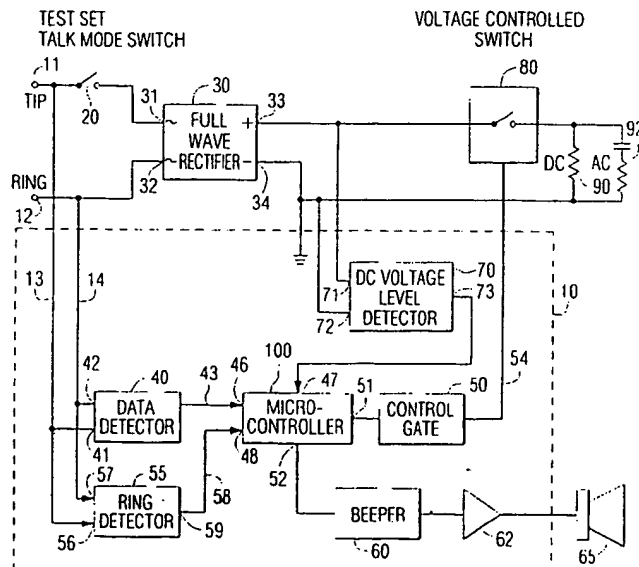 TEST SET
TALK MODE SWITCH
VOLTAGE CONTROLLED
SWITCH
11
TIP
20
31
30
33
80
FULL
WAVE
RECTIFIER
~
+
~
−
32
34
92
DC
AC
90
RING
12
13
14
71
72
DC VOLTAGE
LEVEL
DETECTOR
70
73
10
54
42
40
43
46
100
47
51
50
DATA
DETECTOR
MICRO-
CONTROLLER
CONTROL
GATE
41
48
52
57
55
58
RING
DETECTOR
59
56
BEEPER
60
62
65